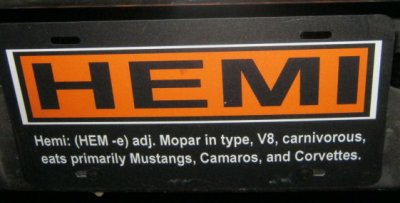 HEMI
Hemi: (HEM -e) adj. Mopar in type, V8, carnivorous,
eats primarily Mustangs, Camaros, and Corvettes.